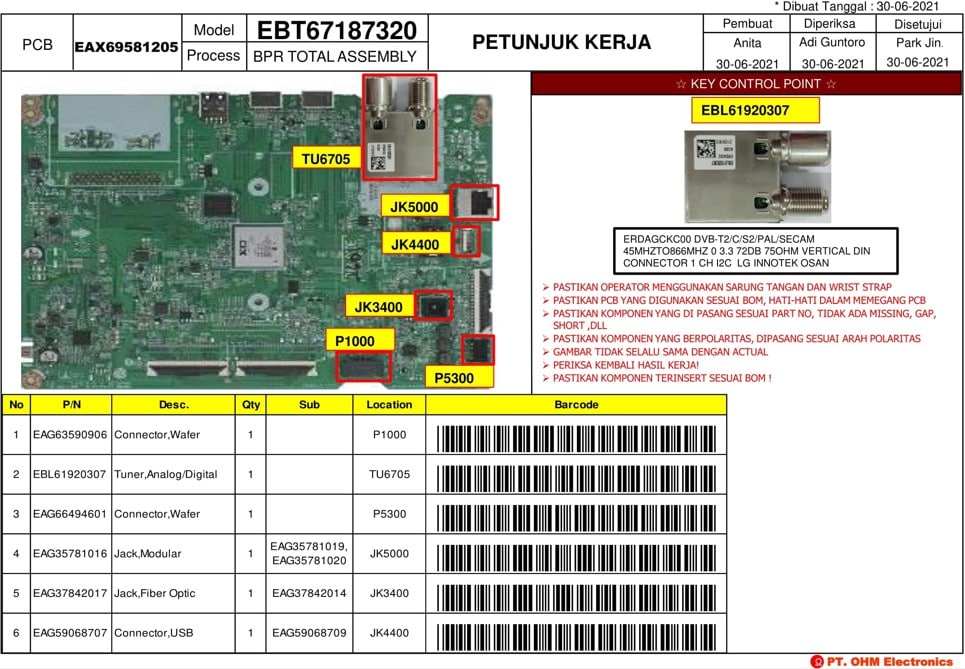 * Dibuat Tanggal : 30-06-2021
PCB
EAX69581205
Model
EBT67187320
Process
BPR TOTAL ASSEMBLY
PETUNJUK KERJA
Pembuat
Diperiksa
Disetujui
Anita
Adi Guntoro
Park Jin.
30-06-2021
30-06-2021
30-06-2021
☆ KEY CONTROL POINT ☆
EBL61920307
TU6705
JK5000
JK4400
JK3400
P1000
P5300
ERDAGCKC00 DVB-T2/C/S2/PAL/SECAM
45MHZTO866MHZ 0 3.3 72DB 75OHM VERTICAL DIN
CONNECTOR 1 CH I2C LG INNOTEK OSAN
➢ PASTIKAN OPERATOR MENGGUNAKAN SARUNG TANGAN DAN WRIST STRAP
➢ PASTIKAN PCB YANG DIGUNAKAN SESUAI BOM, HATI-HATI DALAM MEMEGANG PCB
➢ PASTIKAN KOMPONEN YANG DI PASANG SESUAI PART NO, TIDAK ADA MISSING, GAP,
SHORT ,DLL
➢ PASTIKAN KOMPONEN YANG BERPOLARITAS, DIPASANG SESUAI ARAH POLARITAS
➢ GAMBAR TIDAK SELALU SAMA DENGAN ACTUAL
➢ PERIKSA KEMBALI HASIL KERJA!
➢ PASTIKAN KOMPONEN TERINSERT SESUAI BOM !
No P/N Desc. Qty Sub Location Barcode
1 EAG63590906 Connector,Wafer 1 P1000
2 EBL61920307 Tuner,Analog/Digital 1 TU6705
3 EAG66494601 Connector,Wafer 1 P5300
4 EAG35781016 Jack,Modular 1 EAG35781019, JK5000
EAG35781020
5 EAG37842017 Jack,Fiber Optic 1 EAG37842014 JK3400
6 EAG59068707 Connector,USB 1 EAG59068709 JK4400
PT. OHM Electronics